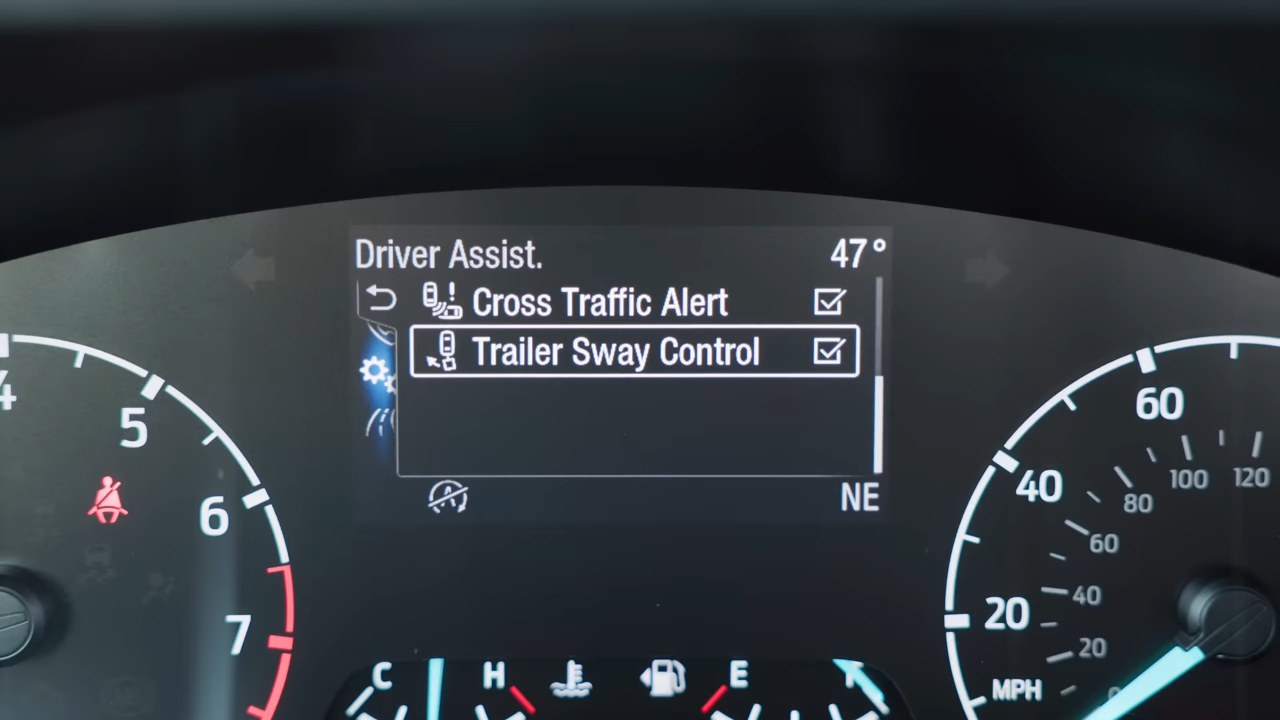 Driver Assist. 47°
Cross Traffic Alert
Trailer Sway Control
NE
4
5
6
7
60
40
20
MPH
120
100
80
60
40
20
C H
E